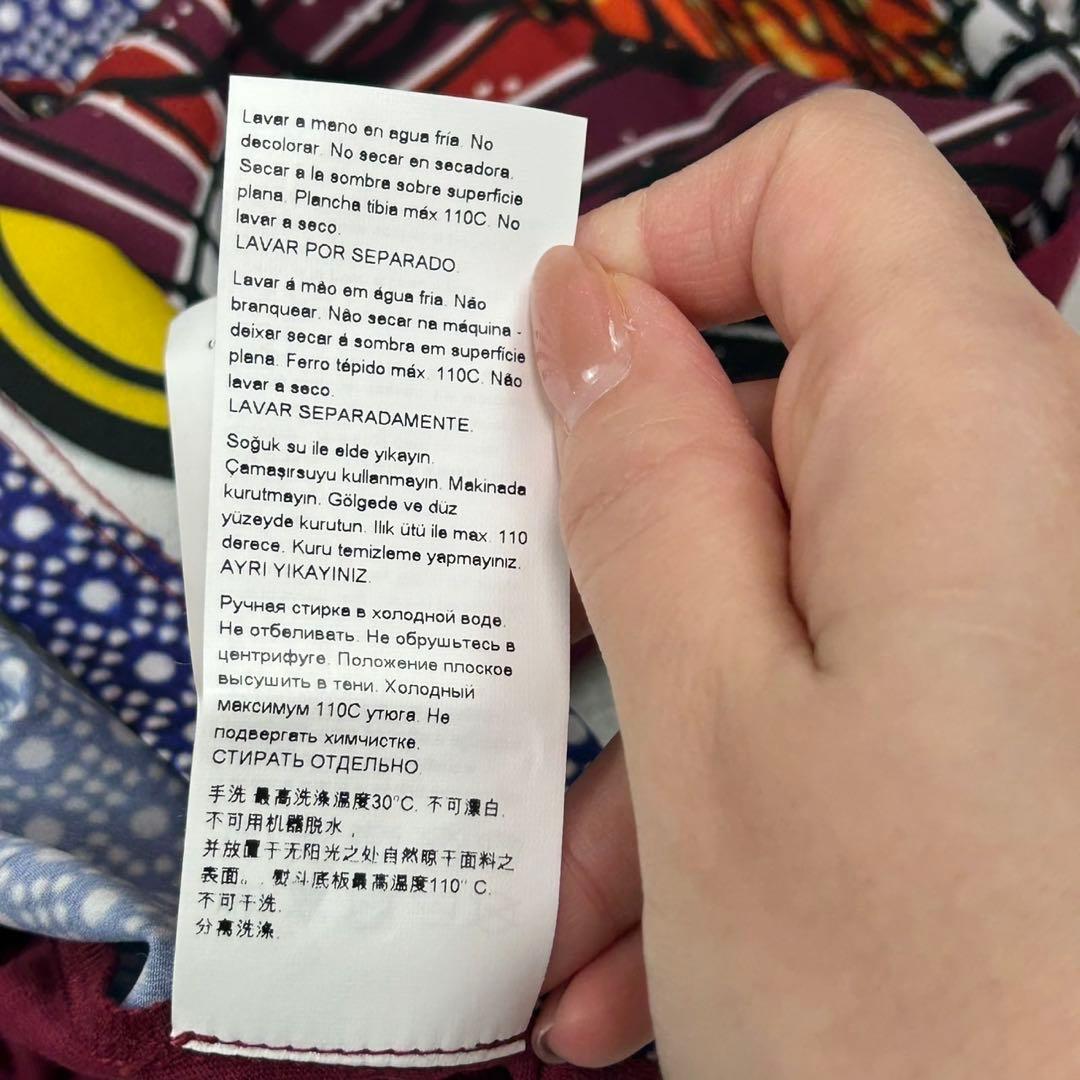 Lavar a mano en agua fría. No
decolorar. No secar en secadora.
Secar a la sombra sobre superficie
plana. Plancha tibia máx 110C. No
lavar a seco.
LAVAR POR SEPARADO.
Lavar á mão em água fria. Não
branquear. Não secar na máquina -
deixar secar á sombra em superfície
plana. Ferro tépido máx. 110C. Não
lavar a seco.
LAVAR SEPARADAMENTE.
Soğuk su ile elde yıkayın.
Çamaşırsuyu kullanmayın. Makinada
kurutmayın. Gölgede ve düz
yüzeyde kurutun. Ilık ütü ile max. 110
derece. Kuru temizleme yapmayınız.
AYRI YIKAYINIZ.
Ручная стирка в холодной воде.
Не отбеливать. Не обрушьтесь в
центрифуге. Положение плоское
высушить в тени. Холодный
максимум 110С утюга. Не
подвергать химчистке.
СТИРАТЬ ОТДЕЛЬНО.
手洗 最高洗涤温度30°C. 不可漂白.
不可用机器脱水,
并放置于无阳光之处自然晾干面料之
表面。. 熨斗底板最高温度110°C.
不可干洗.
分离洗涤.